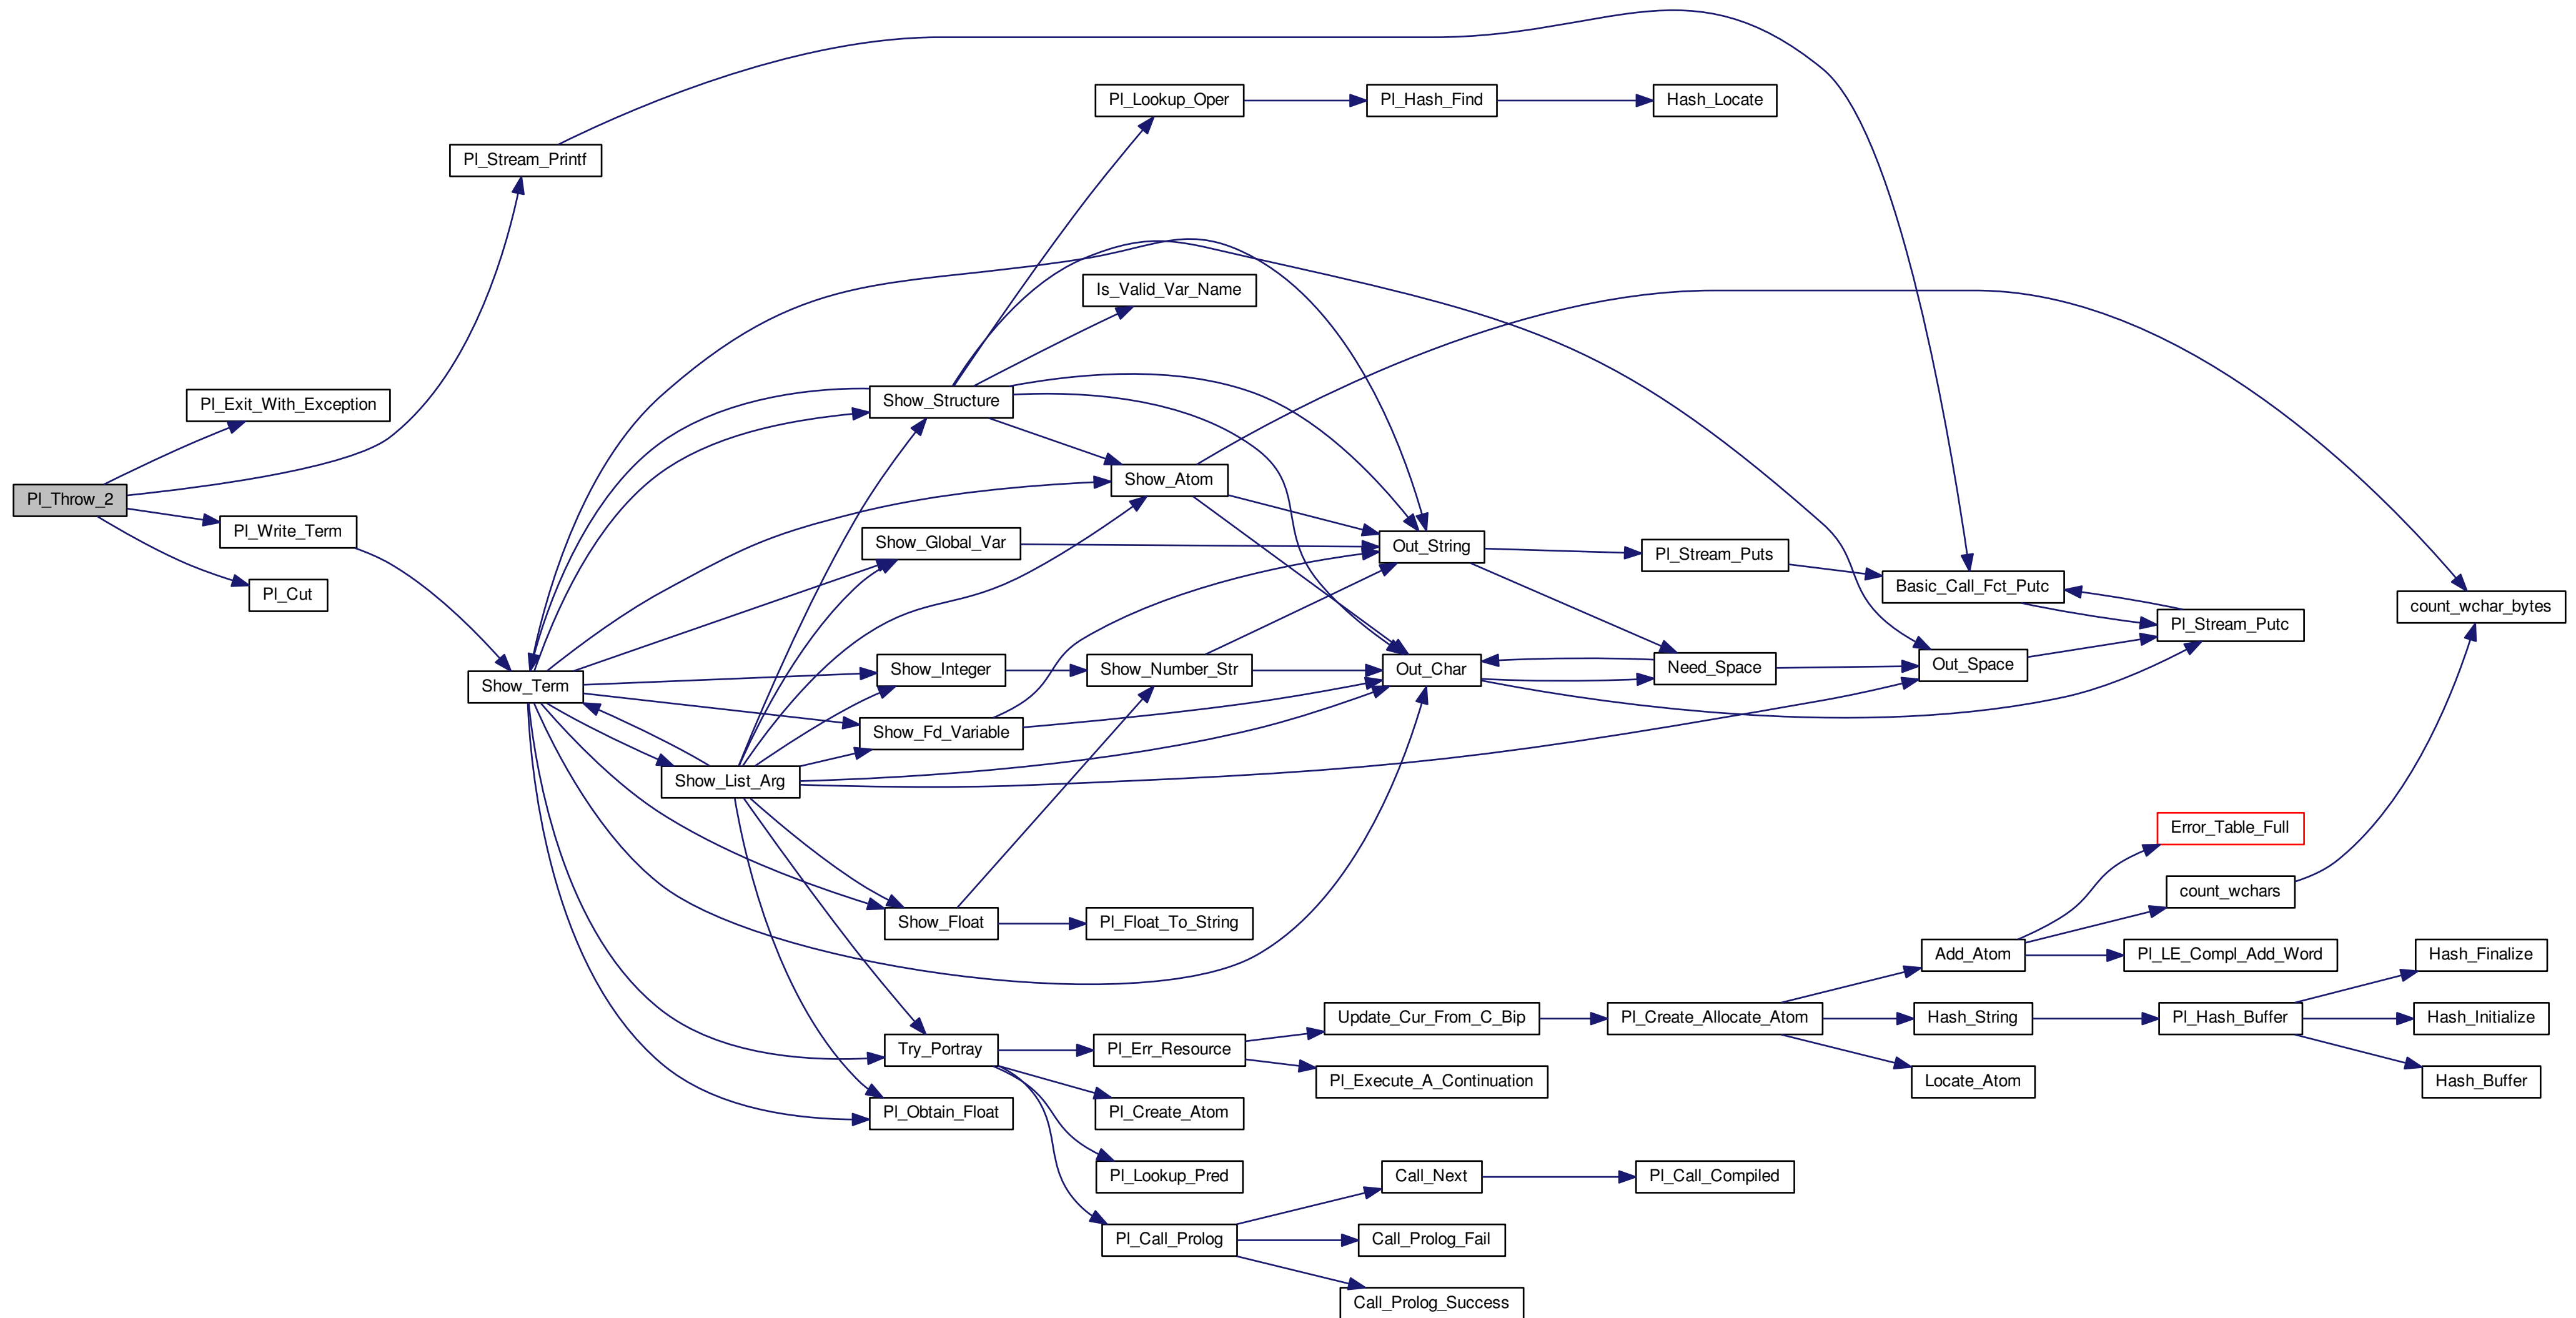 Pl_Throw_2
Pl_Exit_With_Exception
Pl_Stream_Printf
Pl_Write_Term
Pl_Cut
Show_Term
Show_Structure
Show_Global_Var
Show_Integer
Show_Fd_Variable
Show_List_Arg
Show_Float
Try_Portray
Pl_Obtain_Float
Pl_Lookup_Oper
Is_Valid_Var_Name
Show_Atom
Show_Number_Str
Pl_Float_To_String
Pl_Err_Resource
Pl_Create_Atom
Pl_Lookup_Pred
Pl_Call_Prolog
Pl_Hash_Find
Out_String
Out_Char
Update_Cur_From_C_Bip
Pl_Execute_A_Continuation
Call_Next
Call_Prolog_Fail
Call_Prolog_Success
Hash_Locate
Pl_Stream_Puts
Need_Space
Pl_Create_Allocate_Atom
Pl_Call_Compiled
Basic_Call_Fct_Putc
Out_Space
Add_Atom
Hash_String
Locate_Atom
Pl_Stream_Putc
Error_Table_Full
count_wchars
Pl_LE_Compl_Add_Word
Pl_Hash_Buffer
count_wchar_bytes
Hash_Finalize
Hash_Initialize
Hash_Buffer